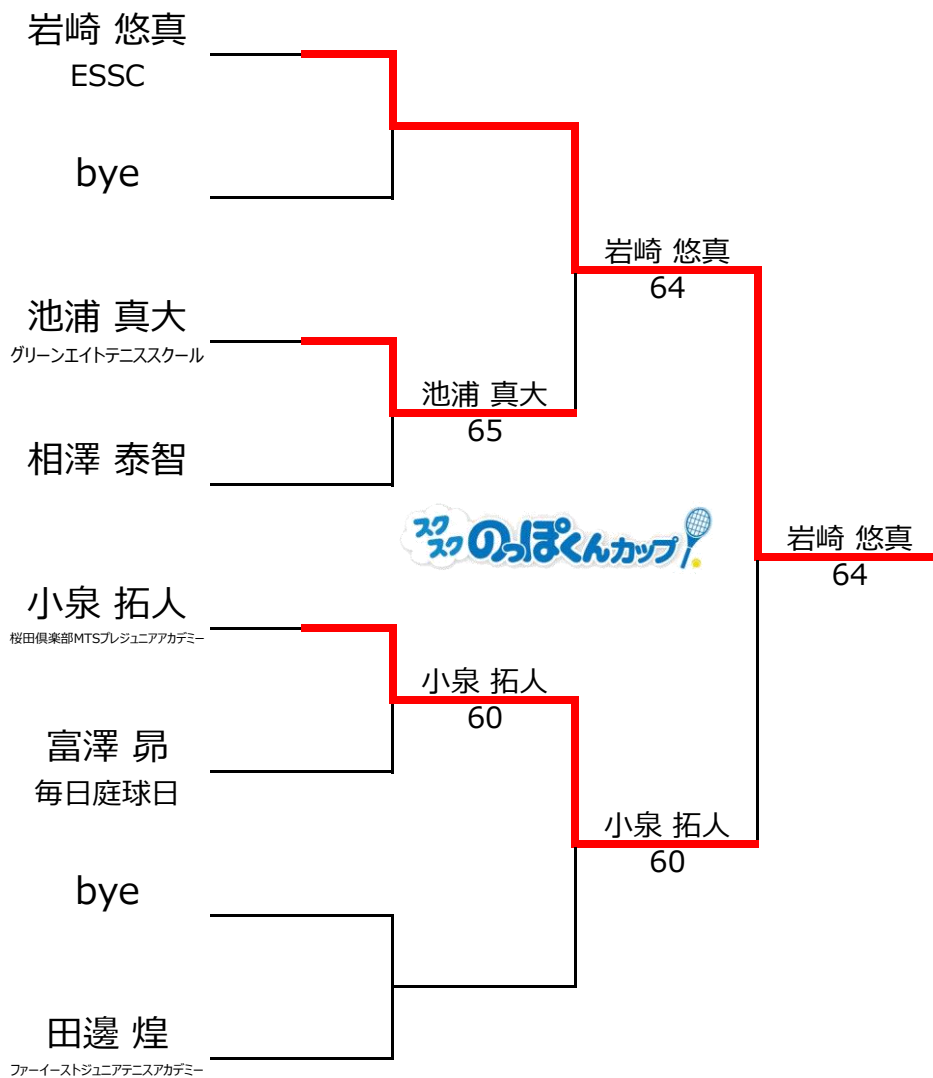 岩崎 悠真
ESSC
bye
岩崎 悠真
64
池浦 真大
グリーンエイトテニススクール
池浦 真大
65
相澤 泰智
スクスク のっぽくんカップ
岩崎 悠真
64
小泉 拓人
桜田倶楽部MTSプレジュニアアカデミー
小泉 拓人
60
富澤 昴
毎日庭球日
小泉 拓人
60
bye
田邊 煌
ファーイーストジュニアテニスアカデミー